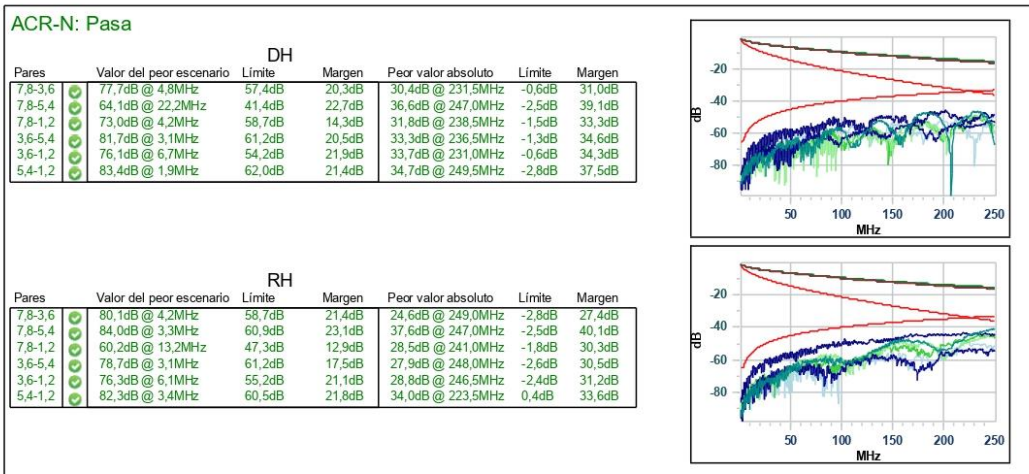 ACR-N: Pasa
DH
Pares Valor del peor escenario Límite Margen Peor valor absoluto Límite Margen
7,8-3,6 77,7dB @ 4,8MHz 57,4dB 20,3dB 30,4dB @ 231,5MHz -0,6dB 31,0dB
7,8-5,4 64,1dB @ 22,2MHz 41,4dB 22,7dB 36,6dB @ 247,0MHz -2,5dB 39,1dB
7,8-1,2 73,0dB @ 4,2MHz 58,7dB 14,3dB 31,8dB @ 238,5MHz -1,5dB 33,3dB
3,6-5,4 81,7dB @ 3,1MHz 61,2dB 20,5dB 33,3dB @ 236,5MHz -1,3dB 34,6dB
3,6-1,2 76,1dB @ 6,7MHz 54,2dB 21,9dB 33,7dB @ 231,0MHz -0,6dB 34,3dB
5,4-1,2 83,4dB @ 1,9MHz 62,0dB 21,4dB 34,7dB @ 249,5MHz -2,8dB 37,5dB
-20
-40
-60
-80
dB
50 100 150 200 250
MHz
RH
Pares Valor del peor escenario Límite Margen Peor valor absoluto Límite Margen
7,8-3,6 80,1dB @ 4,2MHz 58,7dB 21,4dB 24,6dB @ 249,0MHz -2,8dB 27,4dB
7,8-5,4 84,0dB @ 3,3MHz 60,9dB 23,1dB 37,6dB @ 247,0MHz -2,5dB 40,1dB
7,8-1,2 60,2dB @ 13,2MHz 47,3dB 12,9dB 28,5dB @ 241,0MHz -1,8dB 30,3dB
3,6-5,4 78,7dB @ 3,1MHz 61,2dB 17,5dB 27,9dB @ 248,0MHz -2,6dB 30,5dB
3,6-1,2 76,3dB @ 6,1MHz 55,2dB 21,1dB 28,8dB @ 246,5MHz -2,4dB 31,2dB
5,4-1,2 82,3dB @ 3,4MHz 60,5dB 21,8dB 34,0dB @ 223,5MHz 0,4dB 33,6dB
-20
-40
-60
-80
dB
50 100 150 200 250
MHz